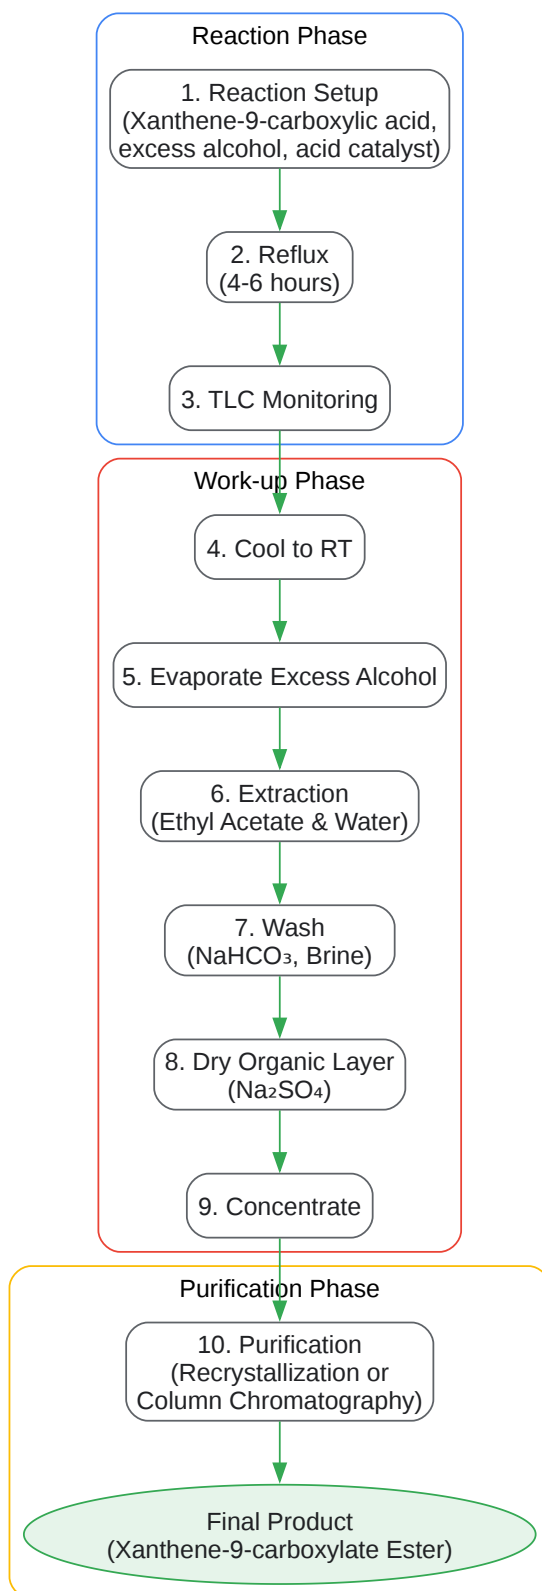 Reaction Phase
1. Reaction Setup
(Xanthene-9-carboxylic acid,
excess alcohol, acid catalyst)
2. Reflux
(4-6 hours)
3. TLC Monitoring
Work-up Phase
4. Cool to RT
5. Evaporate Excess Alcohol
6. Extraction
(Ethyl Acetate & Water)
7. Wash
(NaHCO₃, Brine)
8. Dry Organic Layer
(Na₂SO₄)
9. Concentrate
Purification Phase
10. Purification
(Recrystallization or
Column Chromatography)
Final Product
(Xanthene-9-carboxylate Ester)